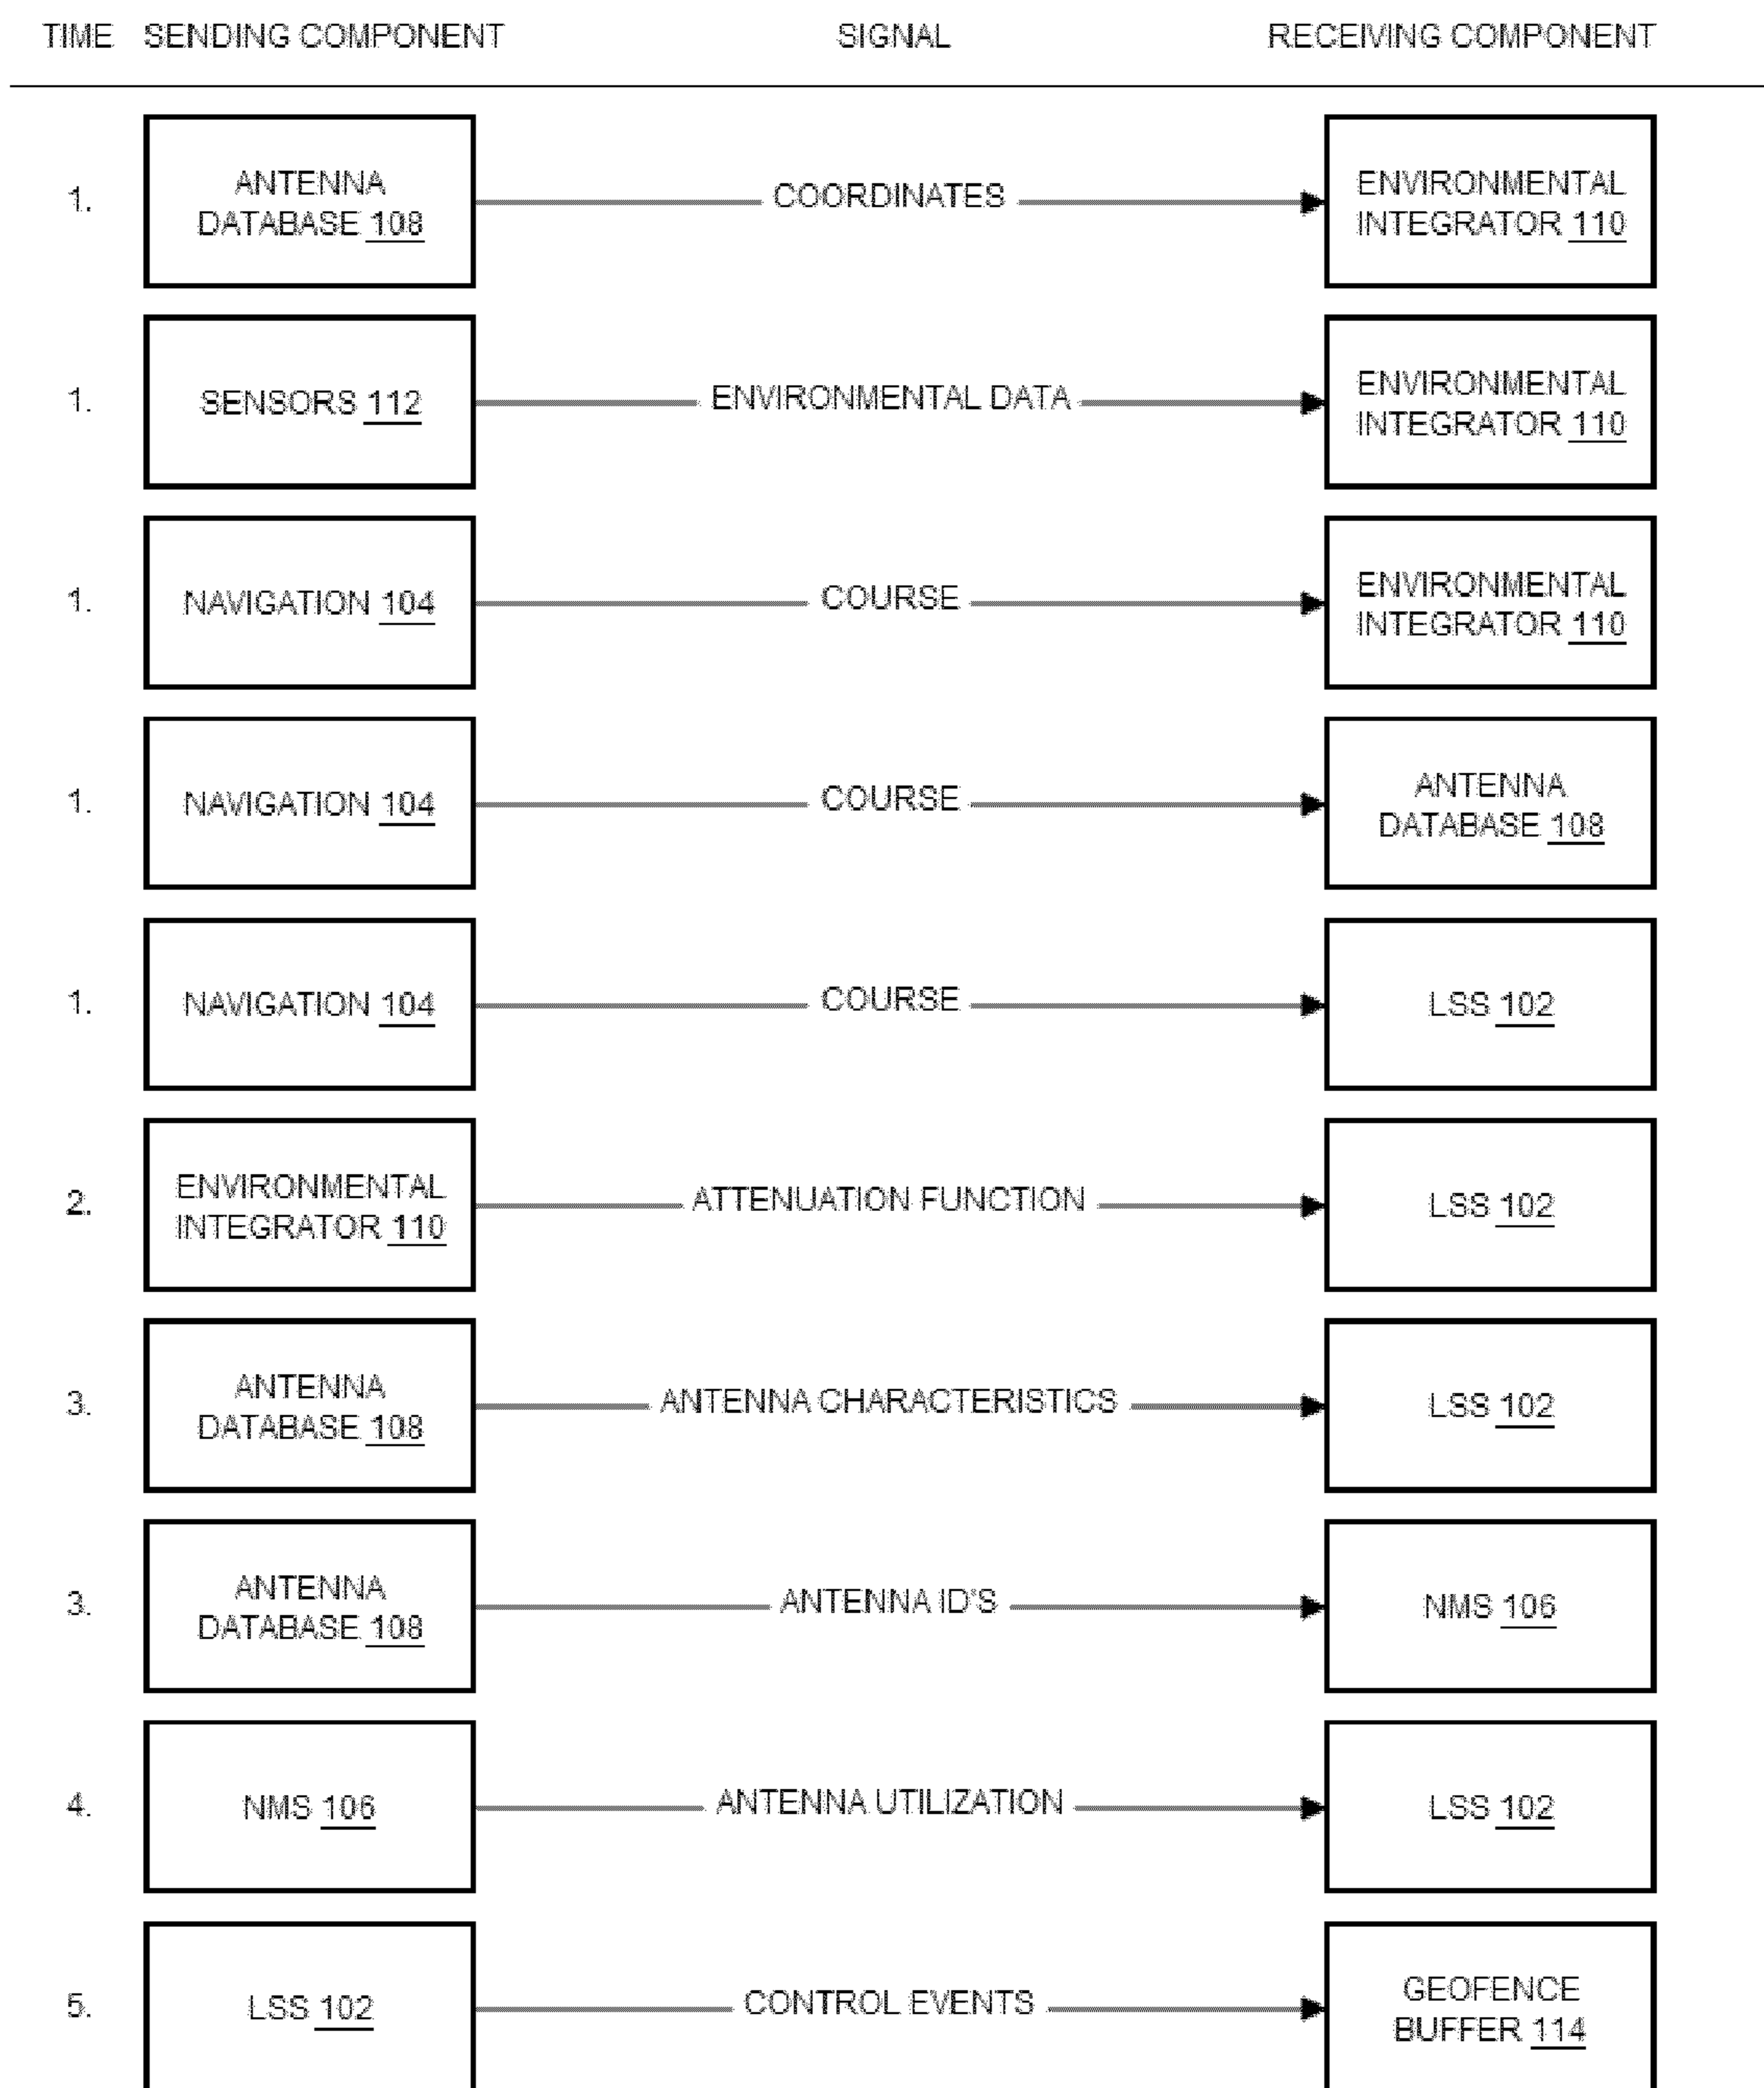 TIME SENDING COMPONENT SIGNAL RECEIVING COMPONENT
1. ANTENNA DATABASE 108 COORDINATES ENVIRONMENTAL INTEGRATOR 110
1. SENSORS 112 ENVIRONMENTAL DATA ENVIRONMENTAL INTEGRATOR 110
1. NAVIGATION 104 COURSE ENVIRONMENTAL INTEGRATOR 110
1. NAVIGATION 104 COURSE ANTENNA DATABASE 108
1. NAVIGATION 104 COURSE LSS 102
2. ENVIRONMENTAL INTEGRATOR 110 ATTENUATION FUNCTION LSS 102
3. ANTENNA DATABASE 108 ANTENNA CHARACTERISTICS LSS 102
3. ANTENNA DATABASE 108 ANTENNA ID'S NMS 106
4. NMS 106 ANTENNA UTILIZATION LSS 102
5. LSS 102 CONTROL EVENTS GEOFENCE BUFFER 114